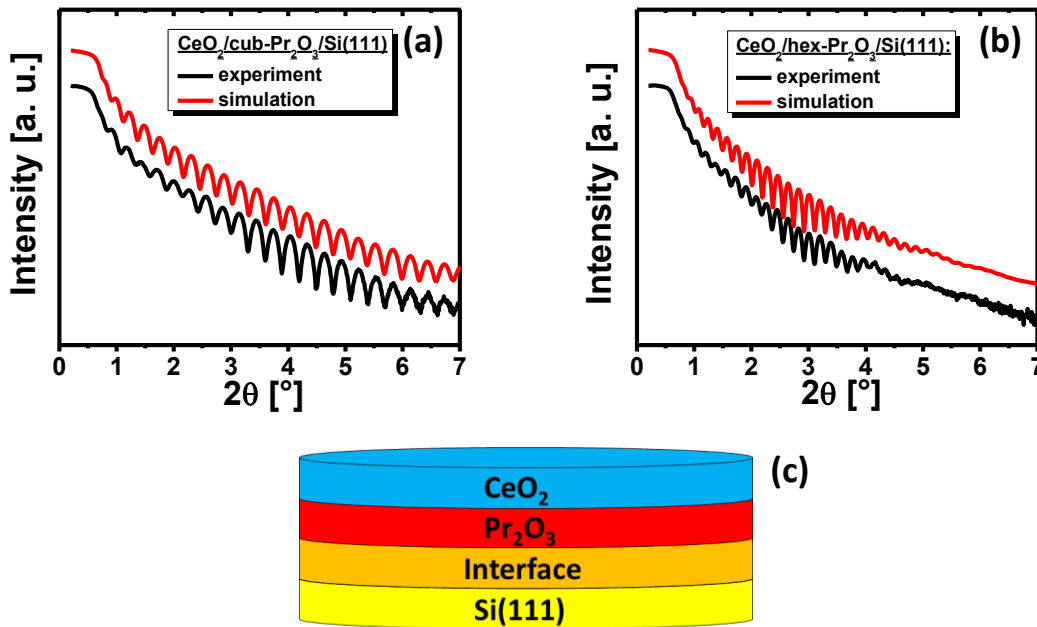 (a)
CeO₂/cub-Pr₂O₃/Si(111)
experiment
simulation
Intensity [a. u.]
0 1 2 3 4 5 6 7
2θ [°]
(b)
CeO₂/hex-Pr₂O₃/Si(111):
experiment
simulation
Intensity [a. u.]
0 1 2 3 4 5 6 7
2θ [°]
(c)
CeO₂
Pr₂O₃
Interface
Si(111)